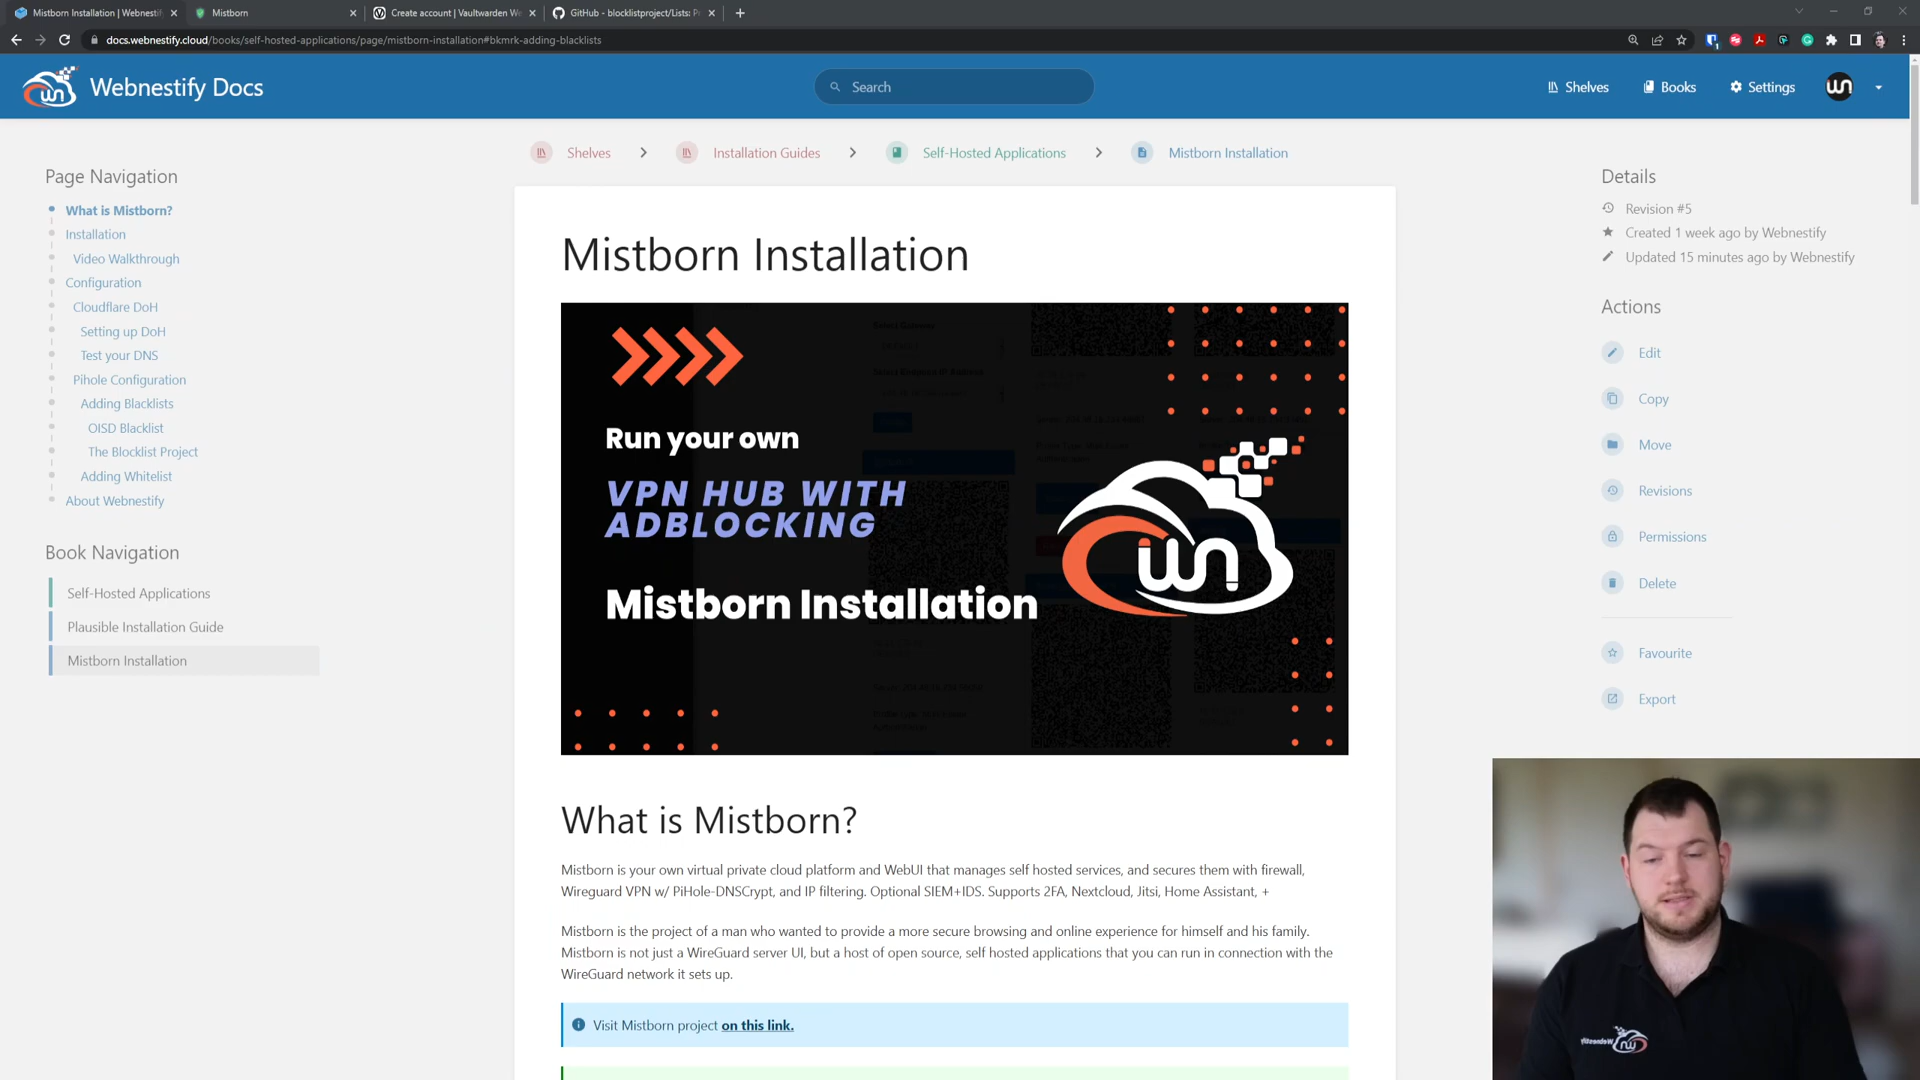 Mistborn Installation | Webnesti
Mistborn
Create account | Vaultwarden We
GitHub - blocklistproject/Lists: P
docs.webnestify.cloud/books/self-hosted-applications/page/mistborn-installation#bkmrk-adding-blacklists
Webnestify Docs
Search
Shelves
Books
Settings
Shelves
Installation Guides
Self-Hosted Applications
Mistborn Installation
Page Navigation
What is Mistborn?
Installation
Video Walkthrough
Configuration
Cloudflare DoH
Setting up DoH
Test your DNS
Pihole Configuration
Adding Blacklists
OISD Blacklist
The Blocklist Project
Adding Whitelist
About Webnestify
Book Navigation
Self-Hosted Applications
Plausible Installation Guide
Mistborn Installation
Mistborn Installation
Run your own
VPN HUB WITH
ADBLOCKING
Mistborn Installation
wn
What is Mistborn?
Mistborn is your own virtual private cloud platform and WebUI that manages self hosted services, and secures them with firewall,
Wireguard VPN w/ PiHole-DNSCrypt, and IP filtering. Optional SIEM+IDS. Supports 2FA, Nextcloud, Jitsi, Home Assistant, +
Mistborn is the project of a man who wanted to provide a more secure browsing and online experience for himself and his family.
Mistborn is not just a WireGuard server UI, but a host of open source, self hosted applications that you can run in connection with the
WireGuard network it sets up.
Visit Mistborn project on this link.
Details
Revision #5
Created 1 week ago by Webnestify
Updated 15 minutes ago by Webnestify
Actions
Edit
Copy
Move
Revisions
Permissions
Delete
Favourite
Export